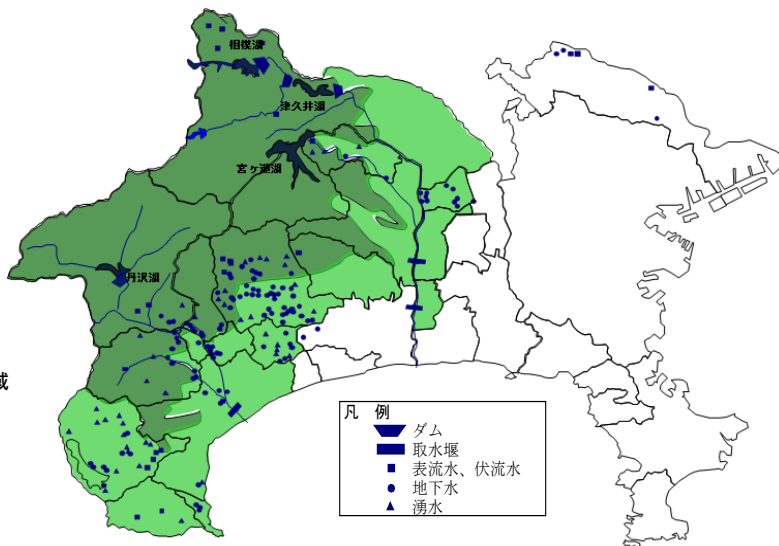 相模湖
津久井湖
宮ヶ瀬湖
丹沢湖
域
凡 例
ダム
取水堰
表流水、伏流水
地下水
湧水